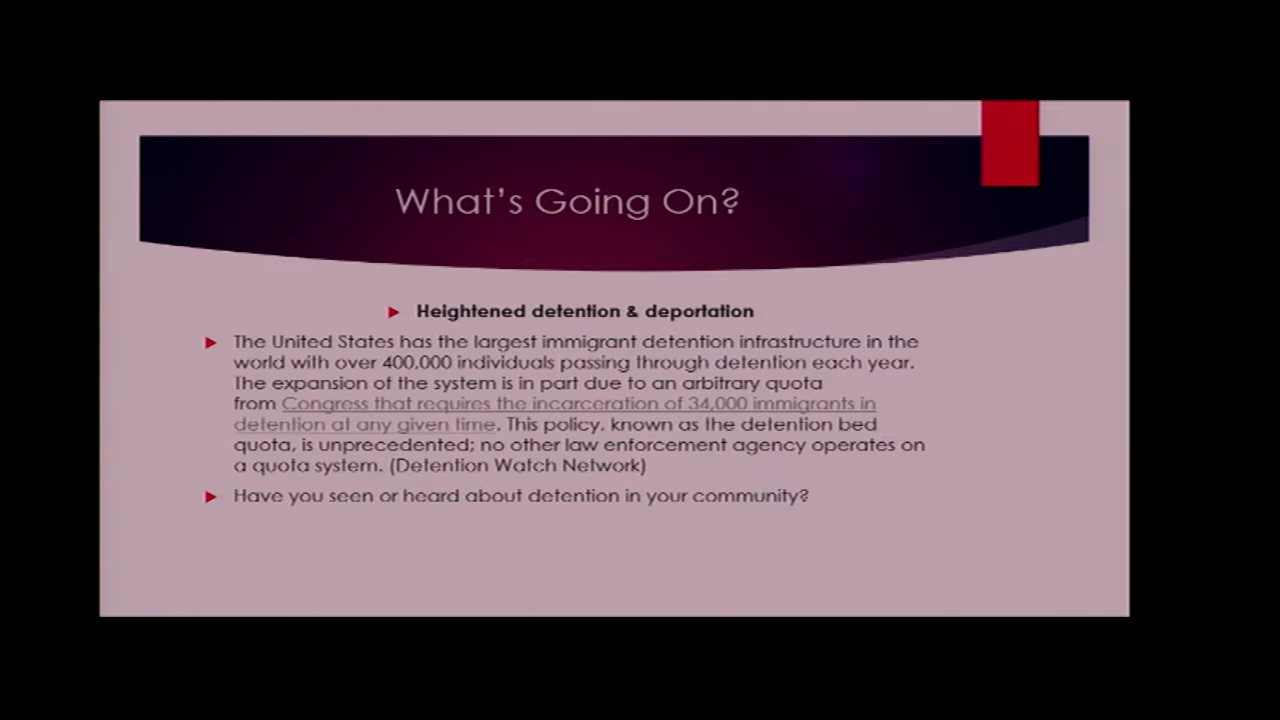 What's Going On?
Heightened detention & deportation
The United States has the largest immigrant detention infrastructure in the
world with over 400,000 individuals passing through detention each year.
The expansion of the system is in part due to an arbitrary quota
from Congress that requires the incarceration of 34,000 immigrants in
detention at any given time. This policy, known as the detention bed
quota, is unprecedented; no other law enforcement agency operates on
a quota system. (Detention Watch Network)
Have you seen or heard about detention in your community?